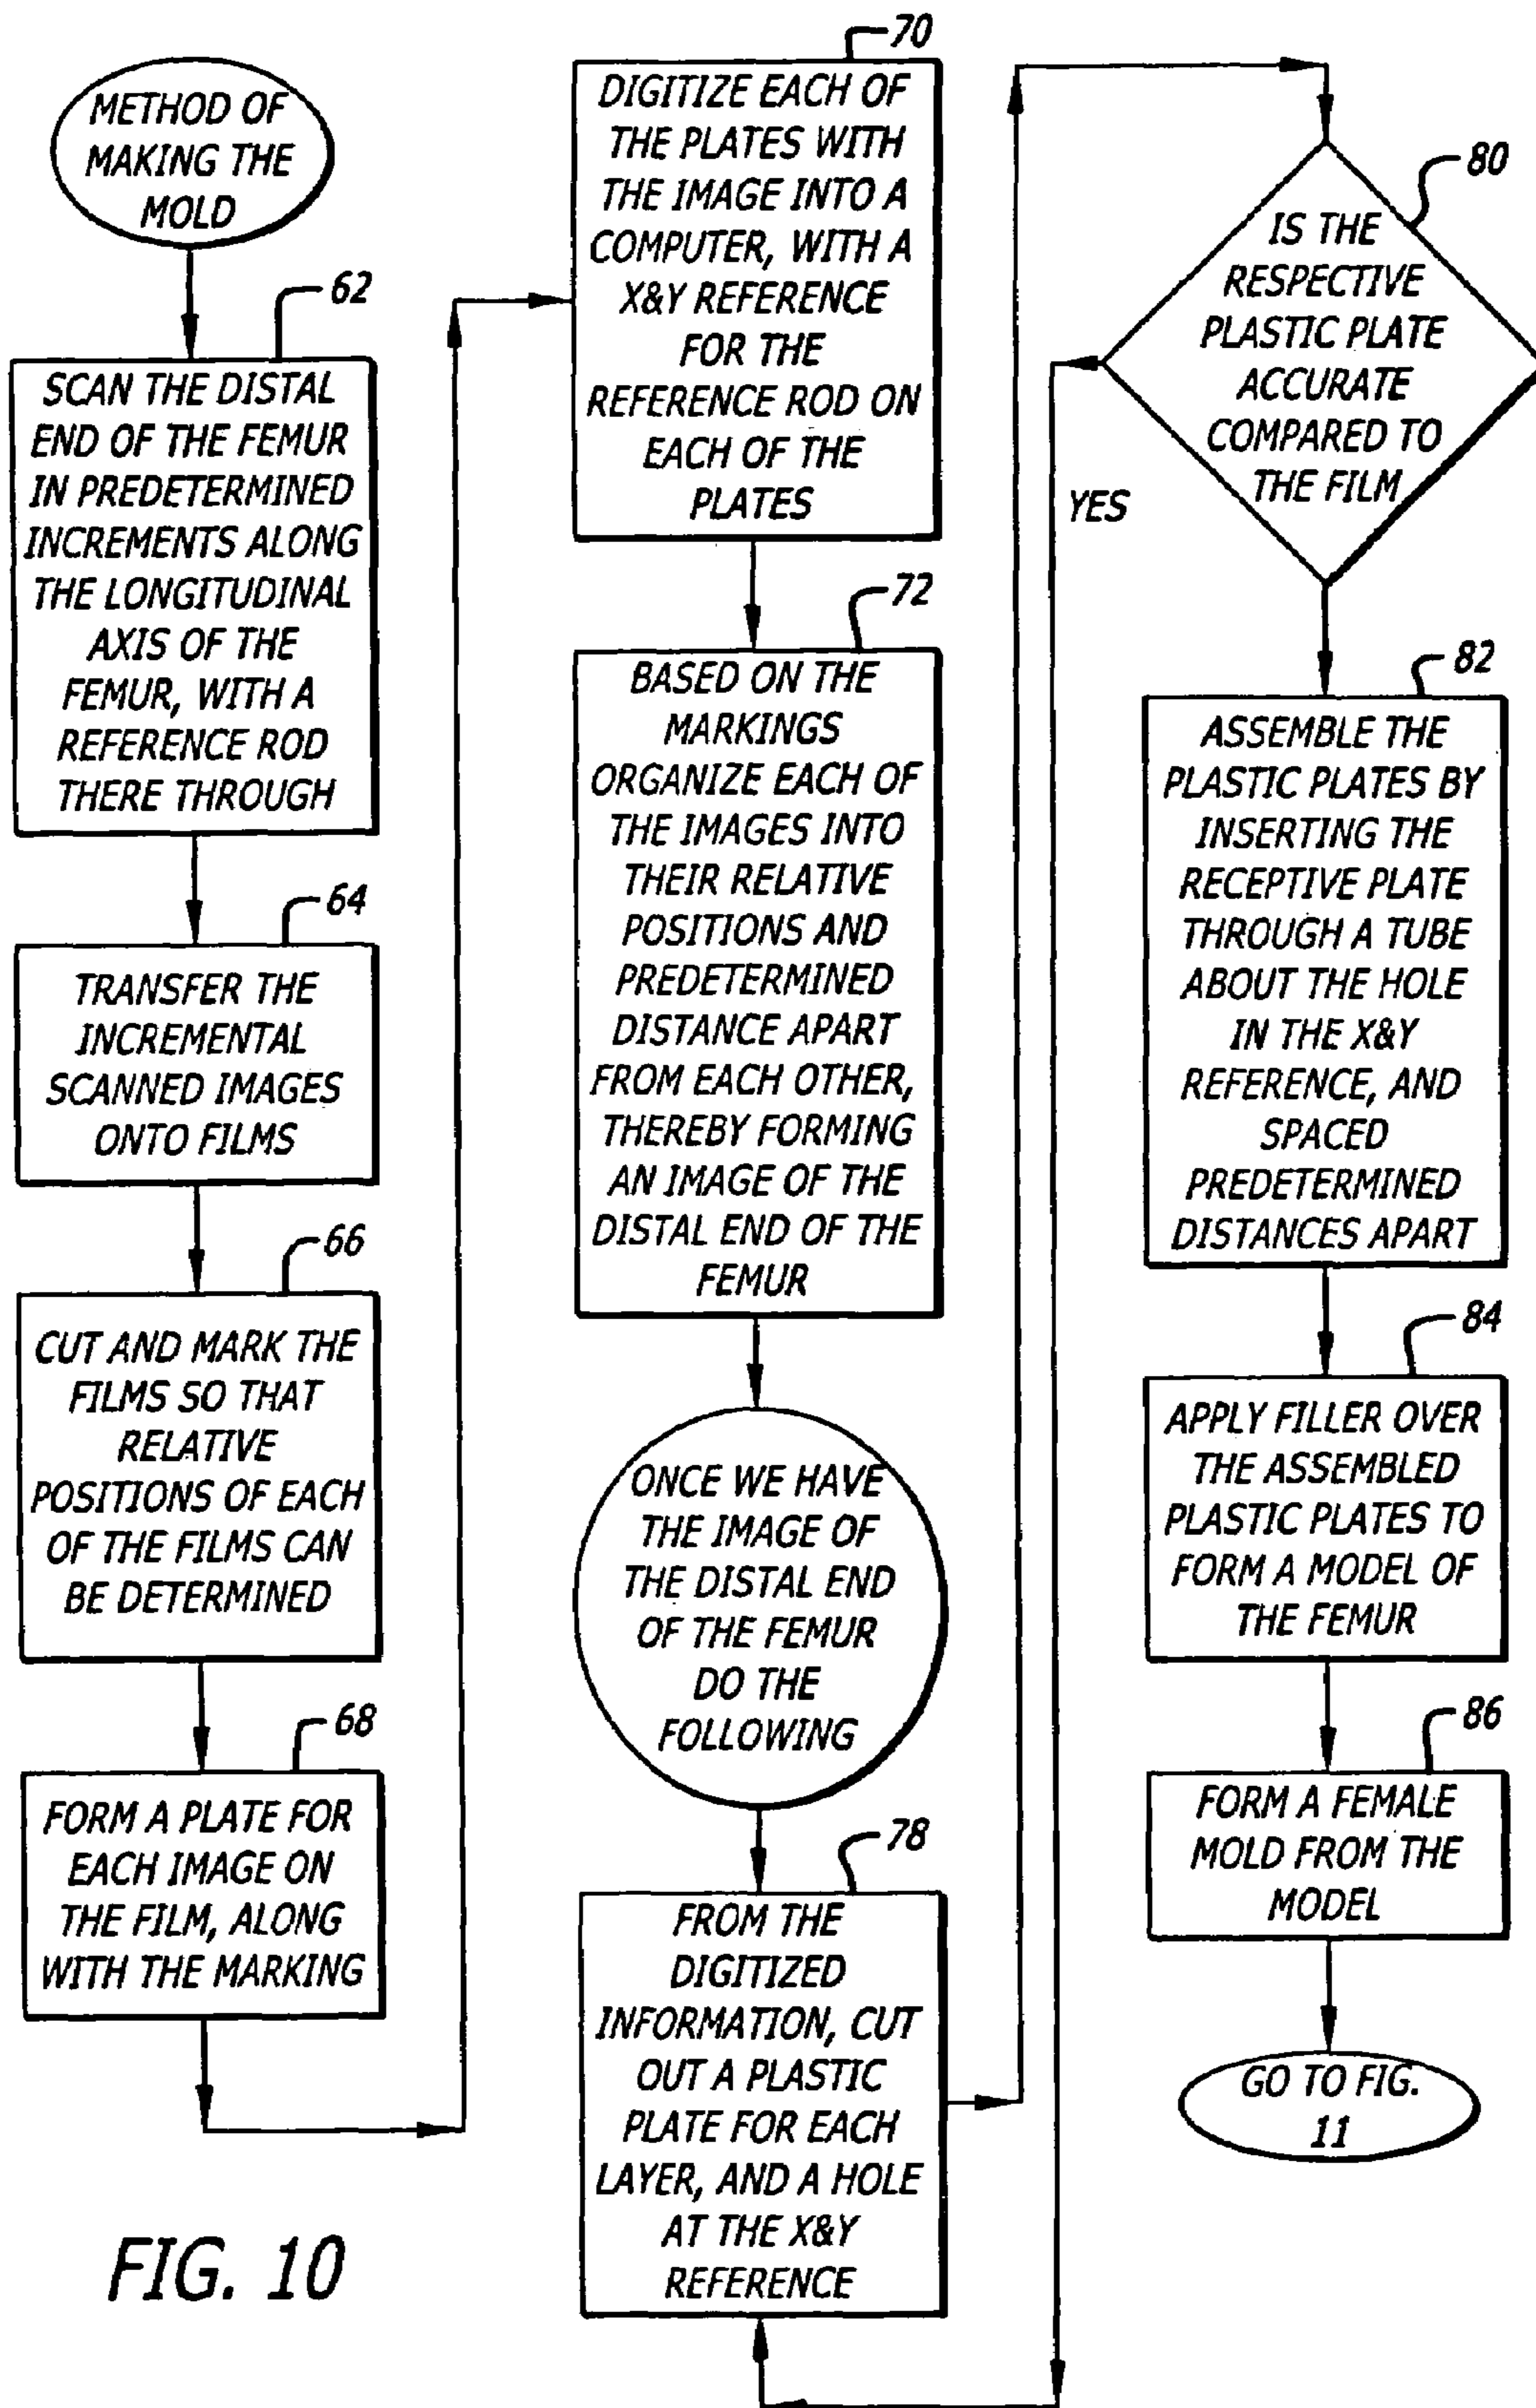 METHOD OF
MAKING THE
MOLD
62
SCAN THE DISTAL
END OF THE FEMUR
IN PREDETERMINED
INCREMENTS ALONG
THE LONGITUDINAL
AXIS OF THE
FEMUR, WITH A
REFERENCE ROD
THERE THROUGH
64
TRANSFER THE
INCREMENTAL
SCANNED IMAGES
ONTO FILMS
66
CUT AND MARK THE
FILMS SO THAT
RELATIVE
POSITIONS OF EACH
OF THE FILMS CAN
BE DETERMINED
68
FORM A PLATE FOR
EACH IMAGE ON
THE FILM, ALONG
WITH THE MARKING
70
DIGITIZE EACH OF
THE PLATES WITH
THE IMAGE INTO A
COMPUTER, WITH A
X&Y REFERENCE
FOR THE
REFERENCE ROD ON
EACH OF THE
PLATES
72
BASED ON THE
MARKINGS
ORGANIZE EACH OF
THE IMAGES INTO
THEIR RELATIVE
POSITIONS AND
PREDETERMINED
DISTANCE APART
FROM EACH OTHER,
THEREBY FORMING
AN IMAGE OF THE
DISTAL END OF THE
FEMUR
ONCE WE HAVE
THE IMAGE OF
THE DISTAL END
OF THE FEMUR
DO THE
FOLLOWING
78
FROM THE
DIGITIZED
INFORMATION, CUT
OUT A PLASTIC
PLATE FOR EACH
LAYER, AND A HOLE
AT THE X&Y
REFERENCE
80
IS THE
RESPECTIVE
PLASTIC PLATE
ACCURATE
COMPARED TO
THE FILM
YES
82
ASSEMBLE THE
PLASTIC PLATES BY
INSERTING THE
RECEPTIVE PLATE
THROUGH A TUBE
ABOUT THE HOLE
IN THE X&Y
REFERENCE, AND
SPACED
PREDETERMINED
DISTANCES APART
84
APPLY FILLER OVER
THE ASSEMBLED
PLASTIC PLATES TO
FORM A MODEL OF
THE FEMUR
86
FORM A FEMALE
MOLD FROM THE
MODEL
GO TO FIG.
11
FIG. 10